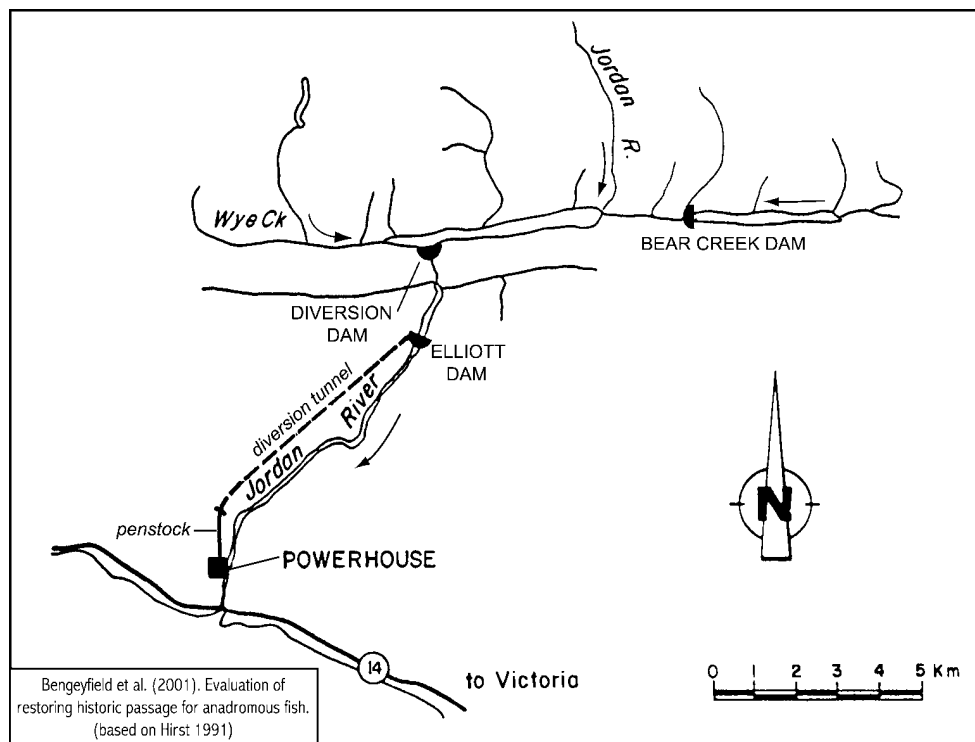 Jordan
R.
Wye Ck
BEAR CREEK DAM
DIVERSION
DAM
ELLIOTT
DAM
diversion tunnel
Jordan River
penstock
POWERHOUSE
N
14
to Victoria
0 1 2 3 4 5 Km
Bengeyfield et al. (2001). Evaluation of
restoring historic passage for anadromous fish.
(based on Hirst 1991)